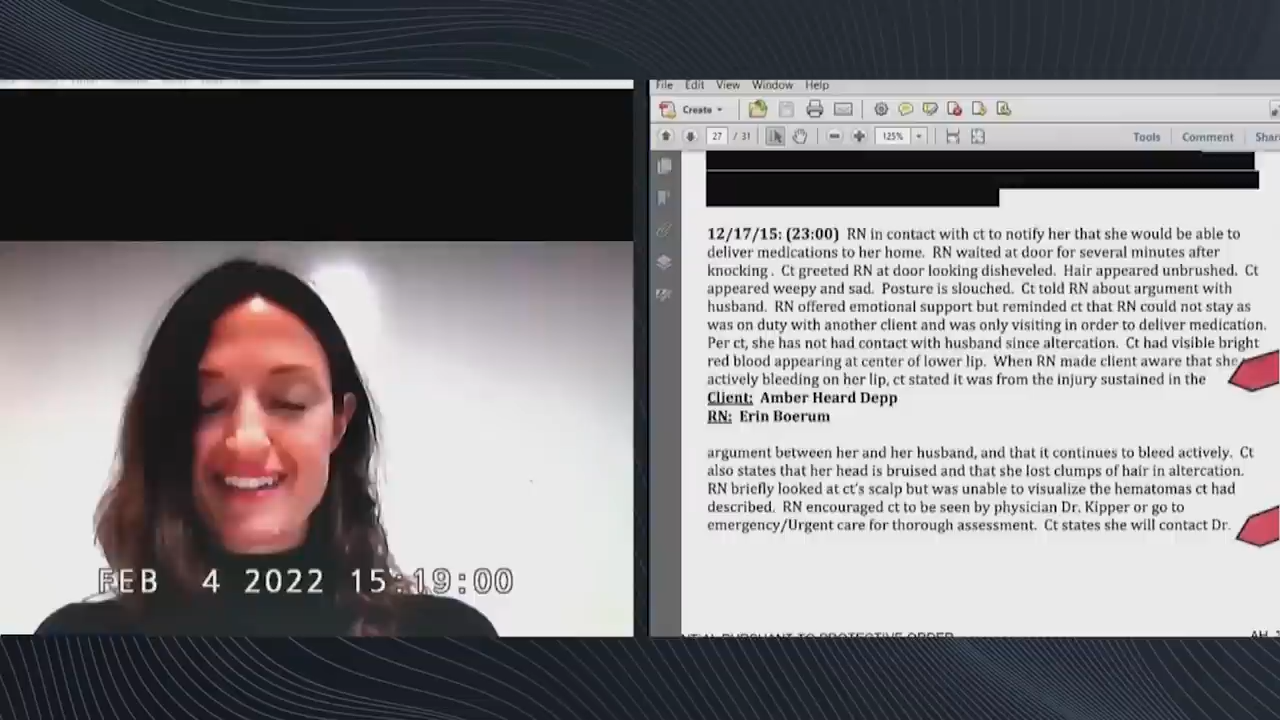 FEB 4 2022 15:19:00
File Edit View Window Help
Create
27 / 31 125% Tools Comment
12/17/15: (23:00) RN in contact with ct to notify her that she would be able to
deliver medications to her home. RN waited at door for several minutes after
knocking. Ct greeted RN at door looking disheveled. Hair appeared unbrushed. Ct
appeared weepy and sad. Posture is slouched. Ct told RN about argument with
husband. RN offered emotional support but reminded ct that RN could not stay as
was on duty with another client and was only visiting in order to deliver medication.
Per ct, she has not had contact with husband since altercation. Ct had visible bright
red blood appearing at center of lower lip. When RN made client aware that she
actively bleeding on her lip, ct stated it was from the injury sustained in the
Client: Amber Heard Depp
RN: Erin Boerum
argument between her and her husband, and that it continues to bleed actively. Ct
also states that her head is bruised and that she lost clumps of hair in altercation.
RN briefly looked at ct's scalp but was unable to visualize the hematomas ct had
described. RN encouraged ct to be seen by physician Dr. Kipper or go to
emergency/Urgent care for thorough assessment. Ct states she will contact Dr.
PURSUANT TO PROTECTIVE ORDER